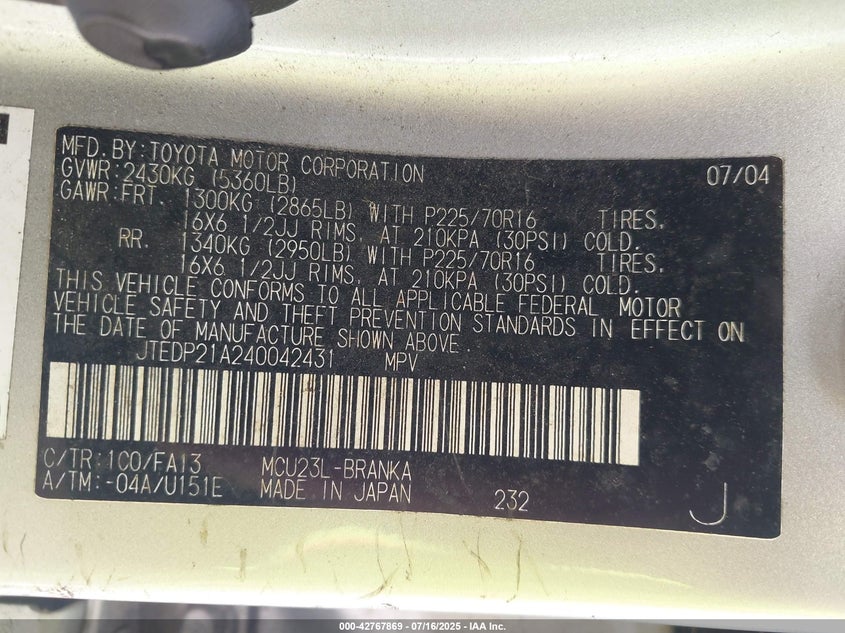 MFD. BY: TOYOTA MOTOR CORPORATION 07/04
GVWR: 2430KG (5360LB)
GAWR: FRT. 1300KG (2865LB) WITH P225/70R16 TIRES,
16X6 1/2JJ RIMS, AT 210KPA (30PSI) COLD.
RR. 1340KG (2950LB) WITH P225/70R16 TIRES,
16X6 1/2JJ RIMS, AT 210KPA (30PSI) COLD.
THIS VEHICLE CONFORMS TO ALL APPLICABLE FEDERAL MOTOR
VEHICLE SAFETY AND THEFT PREVENTION STANDARDS IN EFFECT ON
THE DATE OF MANUFACTURE SHOWN ABOVE.
JTEDP21A240042431 MPV
C/TR: 1C0/FA13 MCU23L-BRANKA
A/TM: -04A/U151E MADE IN JAPAN 232 J
000-42767869 - 07/16/2025 - IAA Inc.